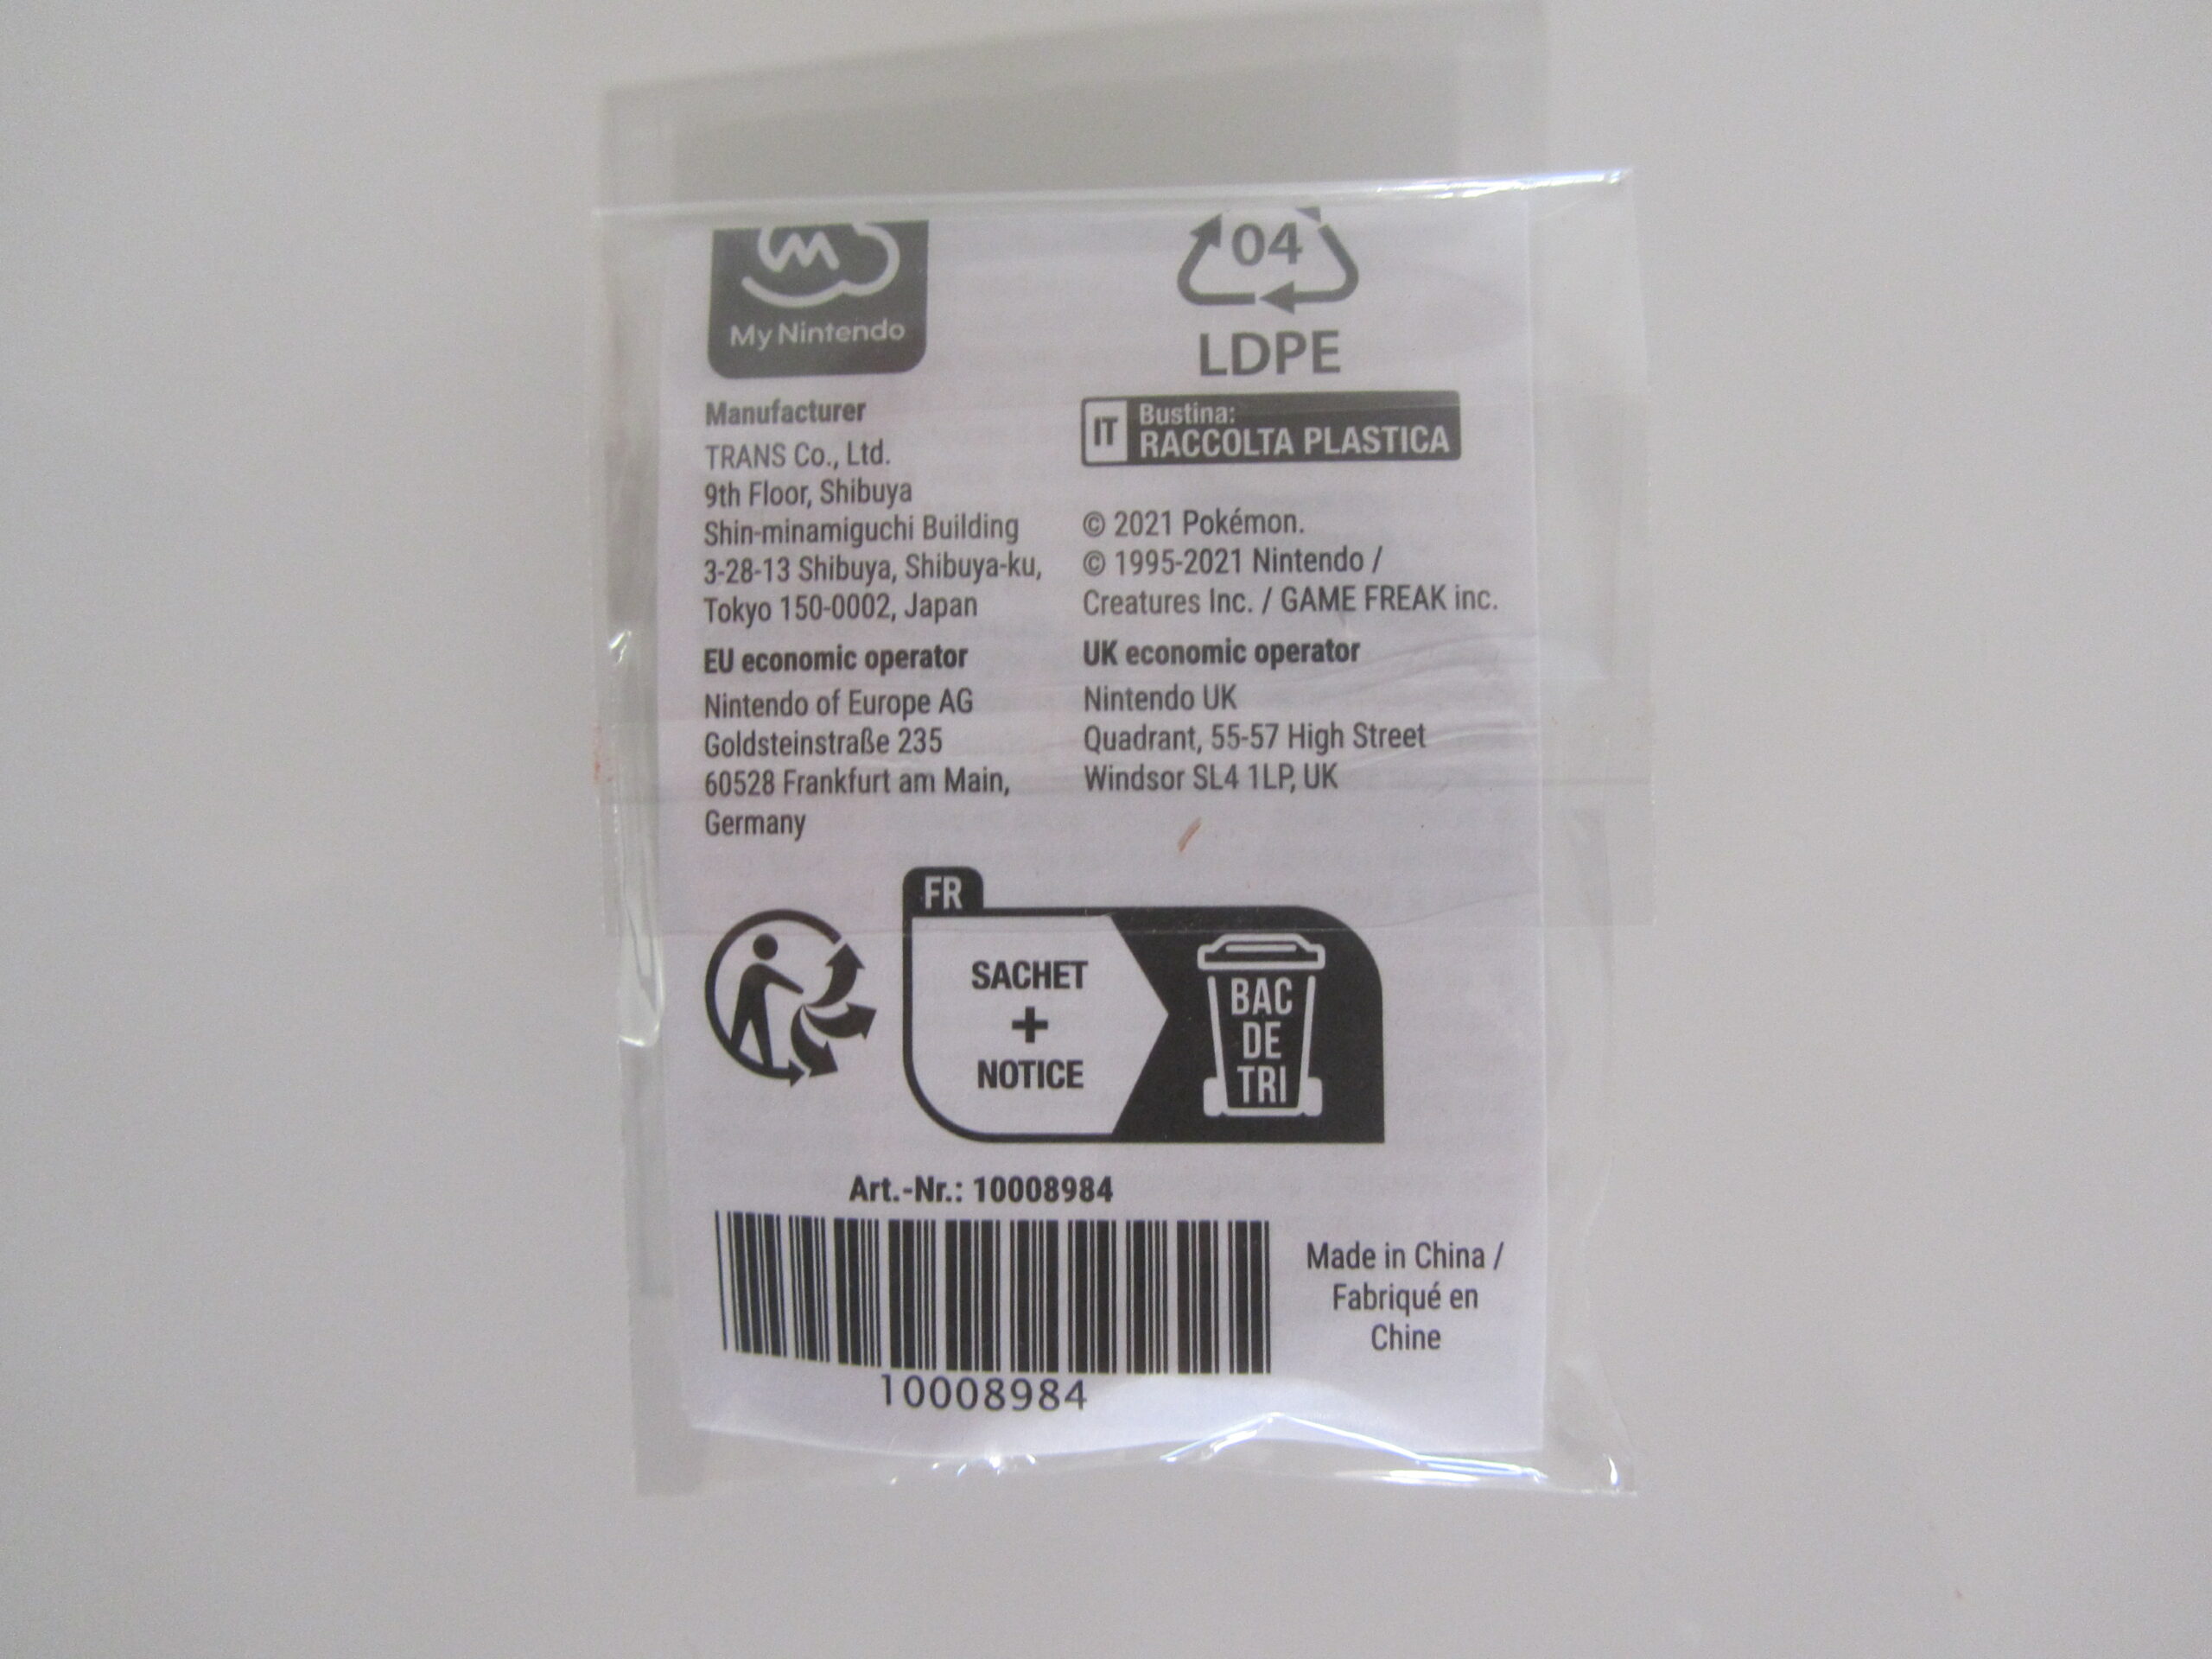 My Nintendo
04
LDPE
Manufacturer
TRANS Co., Ltd.
9th Floor, Shibuya
Shin-minamiguchi Building
3-28-13 Shibuya, Shibuya-ku,
Tokyo 150-0002, Japan
EU economic operator
Nintendo of Europe AG
Goldsteinstraße 235
60528 Frankfurt am Main,
Germany
IT
Bustina:
RACCOLTA PLASTICA
© 2021 Pokémon.
© 1995-2021 Nintendo /
Creatures Inc. / GAME FREAK inc.
UK economic operator
Nintendo UK
Quadrant, 55-57 High Street
Windsor SL4 1LP, UK
FR
SACHET
+
NOTICE
BAC
DE
TRI
Art.-Nr.: 10008984
10008984
Made in China /
Fabriqué en
Chine